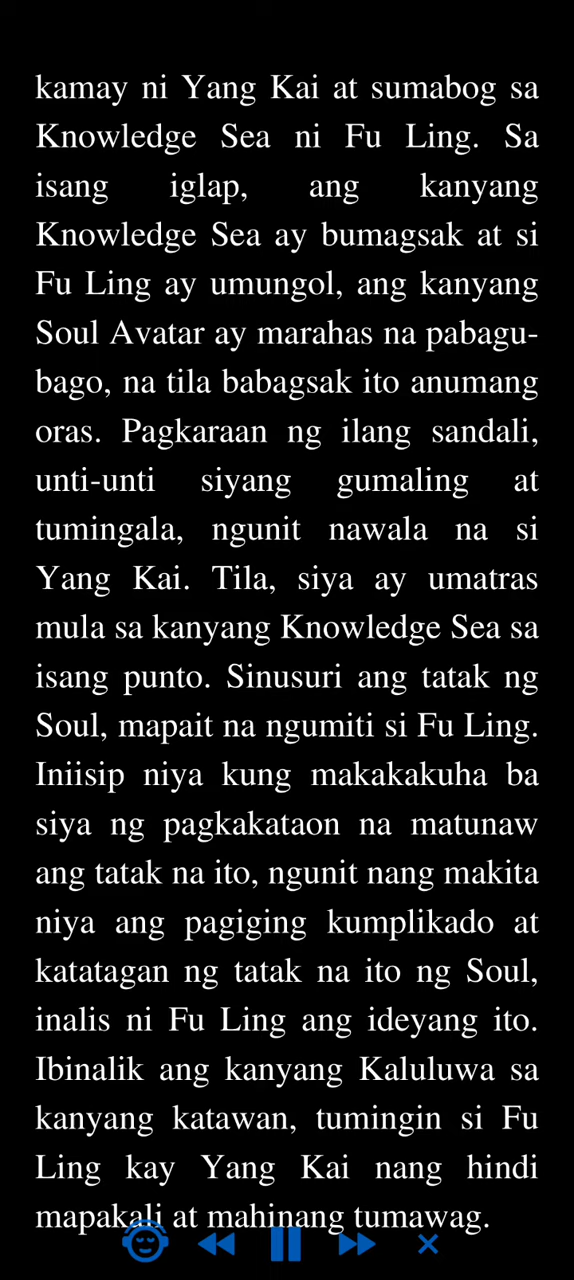 kamay ni Yang Kai at sumabog sa
Knowledge Sea ni Fu Ling. Sa
isang iglap, ang kanyang
Knowledge Sea ay bumagsak at si
Fu Ling ay umungol, ang kanyang
Soul Avatar ay marahas na pabagu-
bago, na tila babagsak ito anumang
oras. Pagkaraan ng ilang sandali,
unti-unti siyang gumaling at
tumingala, ngunit nawala na si
Yang Kai. Tila, siya ay umatras
mula sa kanyang Knowledge Sea sa
isang punto. Sinusuri ang tatak ng
Soul, mapait na ngumiti si Fu Ling.
Iniisip niya kung makakakuha ba
siya ng pagkakataon na matunaw
ang tatak na ito, ngunit nang makita
niya ang pagiging kumplikado at
katatagan ng tatak na ito ng Soul,
inalis ni Fu Ling ang ideyang ito.
Ibinalik ang kanyang Kaluluwa sa
kanyang katawan, tumingin si Fu
Ling kay Yang Kai nang hindi
mapakali at mahinang tumawag.